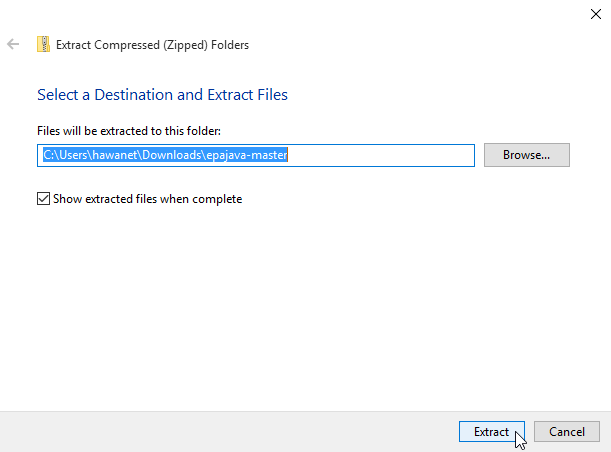 Extract Compressed (Zipped) Folders
Select a Destination and Extract Files
Files will be extracted to this folder:
C:\Users\hawanet\Downloads\epajava-master
Browse...
Show extracted files when complete
Extract
Cancel